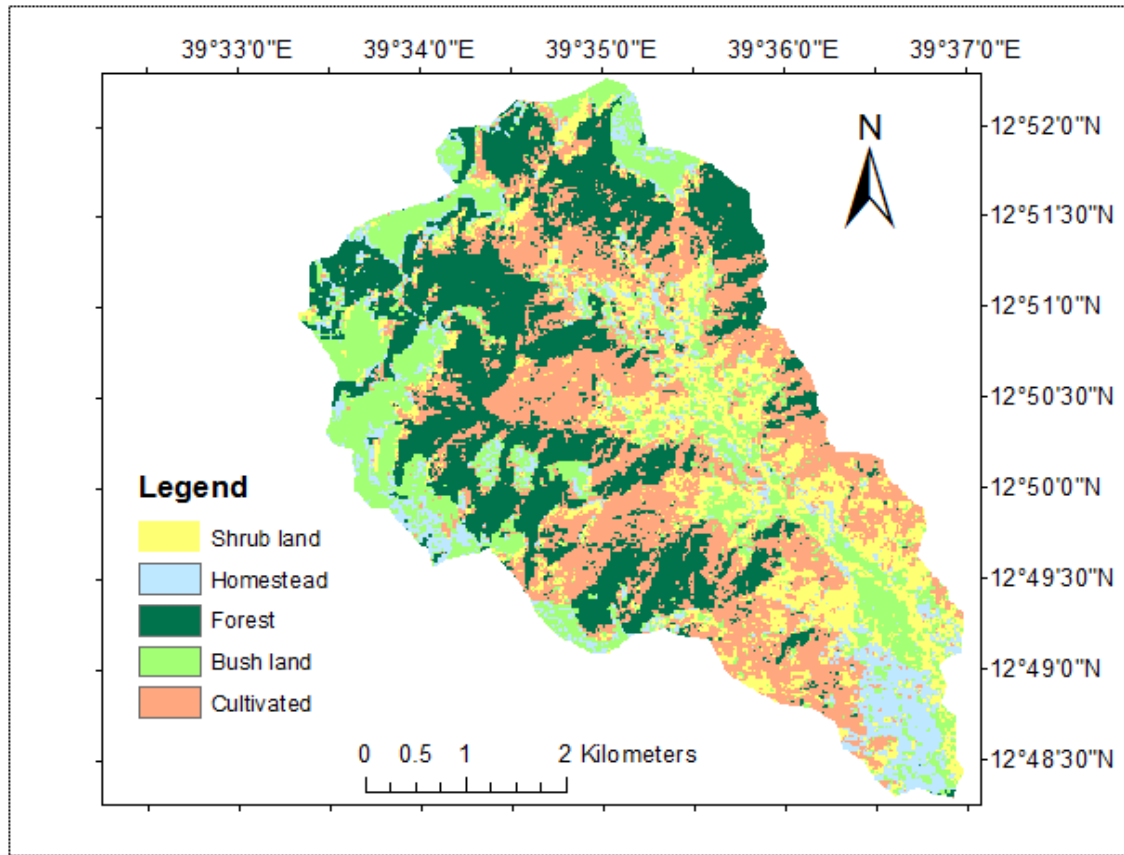 39°33'0"E 39°34'0"E 39°35'0"E 39°36'0"E 39°37'0"E
N
12°52'0"N
12°51'30"N
12°51'0"N
12°50'30"N
12°50'0"N
12°49'30"N
12°49'0"N
12°48'30"N
Legend
Shrub land
Homestead
Forest
Bush land
Cultivated
0 0.5 1 2 Kilometers